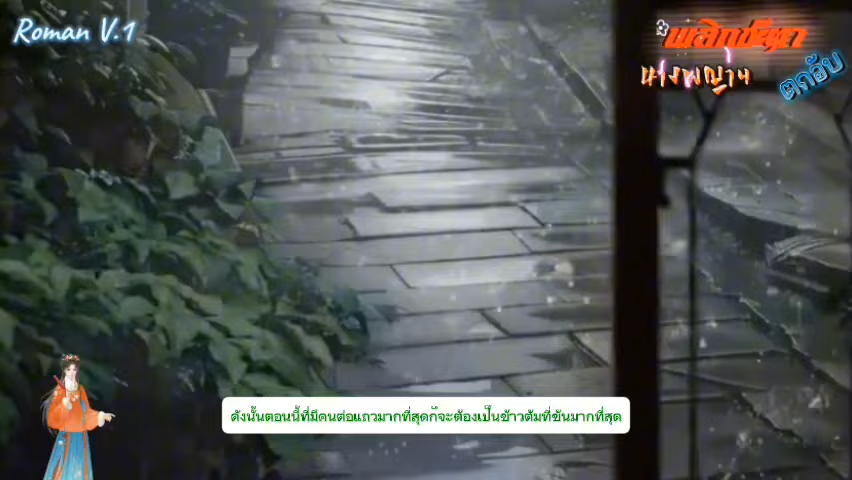 Roman V.1
พลิกชะตา
นางพญาฯ
ตกอับ
ดังนั้นตอนนี้ที่มีคนต่อแถวมากที่สุดก็จะต้องเป็นข้าวต้มที่ข้นมากที่สุด